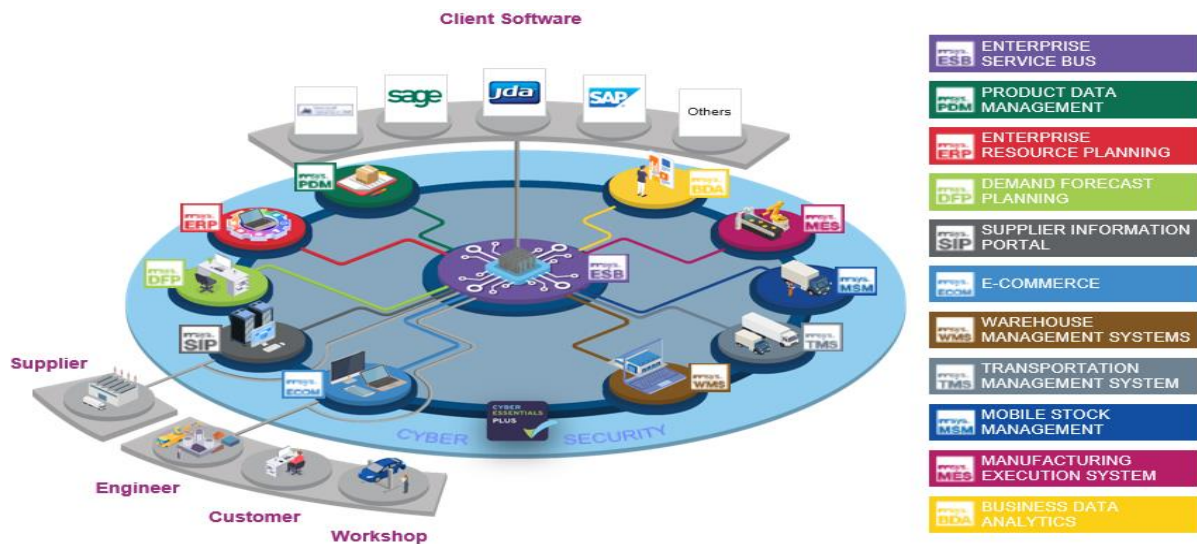 Client Software
sage
jda
SAP
Others
PDM
BDA
ERP
MES
ESB
DFP
MSM
SIP
TMS
ECOM
WMS
CYBER
ESSENTIALS
PLUS
CYBER SECURITY
Supplier
Engineer
Customer
Workshop
ESB ENTERPRISE
SERVICE BUS
PDM PRODUCT DATA
MANAGEMENT
ERP ENTERPRISE
RESOURCE PLANNING
DFP DEMAND FORECAST
PLANNING
SIP SUPPLIER INFORMATION
PORTAL
ECOM E-COMMERCE
WMS WAREHOUSE
MANAGEMENT SYSTEMS
TMS TRANSPORTATION
MANAGEMENT SYSTEM
MSM MOBILE STOCK
MANAGEMENT
MES MANUFACTURING
EXECUTION SYSTEM
BDA BUSINESS DATA
ANALYTICS